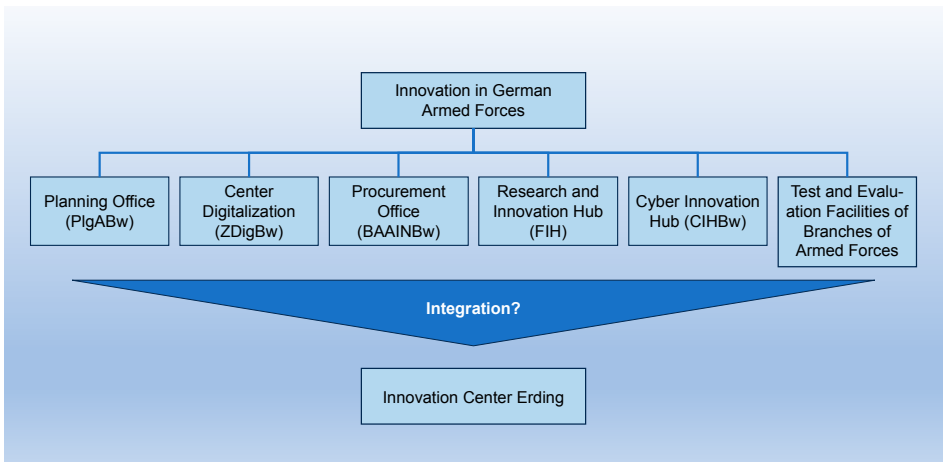 Innovation in German
Armed Forces
Planning Office
(PlgABw)
Center
Digitalization
(ZDigBw)
Procurement
Office
(BAAINBw)
Research and
Innovation Hub
(FIH)
Cyber Innovation
Hub (CIHBw)
Test and Evalu-
ation Facilities of
Branches of
Armed Forces
Integration?
Innovation Center Erding